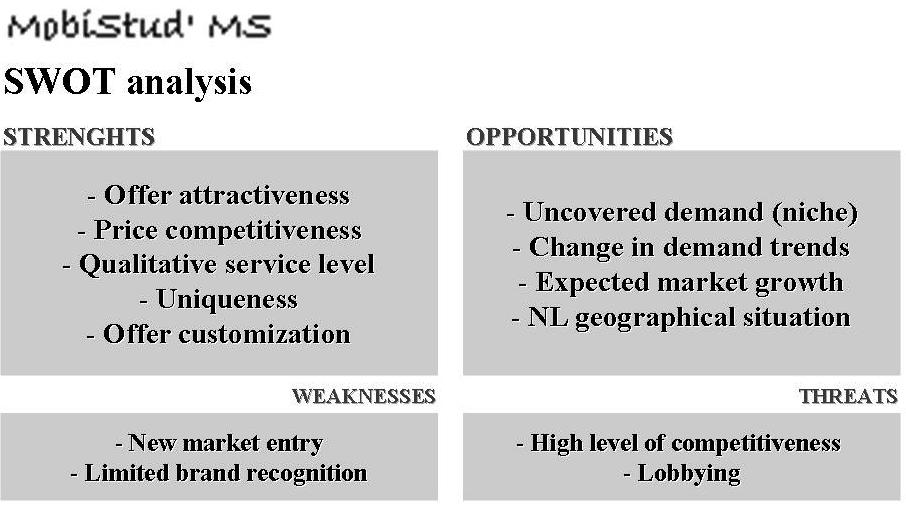 MobiStud' MS
SWOT analysis
STRENGHTS
- Offer attractiveness
- Price competitiveness
- Qualitative service level
- Uniqueness
- Offer customization
OPPORTUNITIES
- Uncovered demand (niche)
- Change in demand trends
- Expected market growth
- NL geographical situation
WEAKNESSES
- New market entry
- Limited brand recognition
THREATS
- High level of competitiveness
- Lobbying